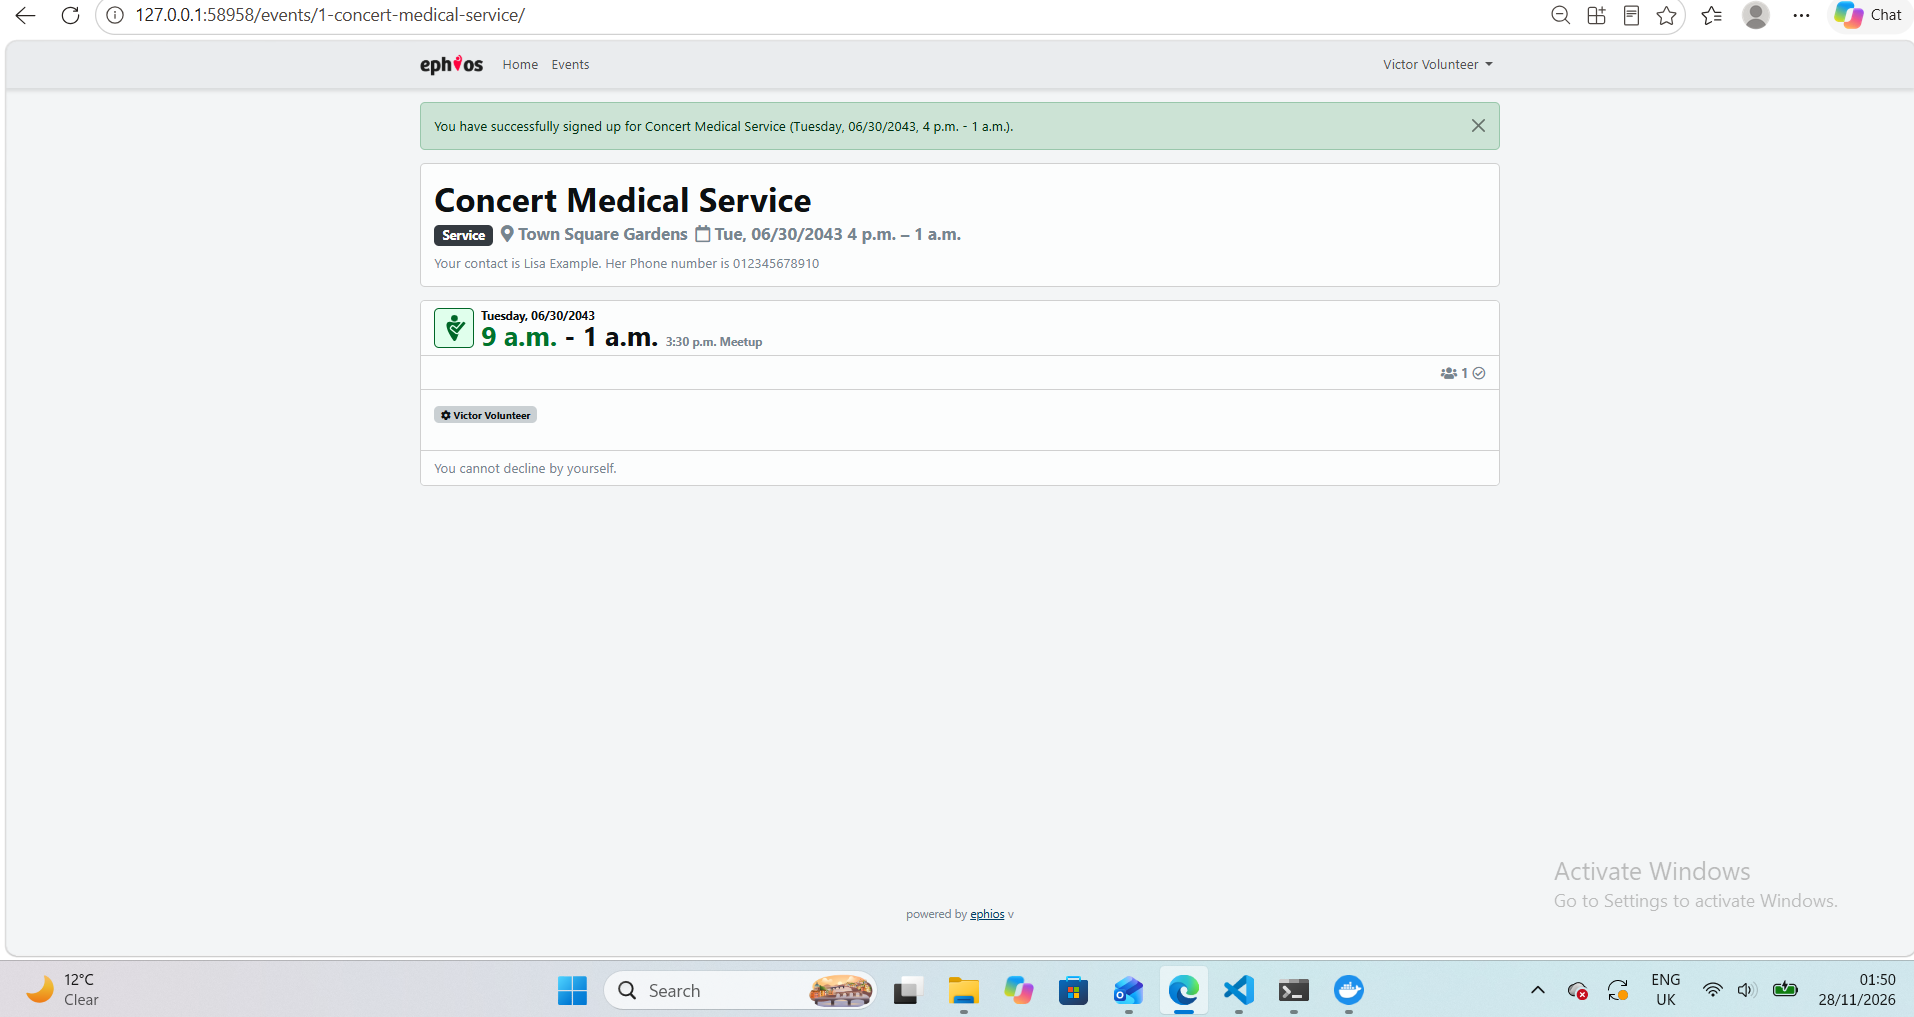 127.0.0.1:58958/events/1-concert-medical-service/
Chat
ephios Home Events Victor Volunteer
You have successfully signed up for Concert Medical Service (Tuesday, 06/30/2043, 4 p.m. - 1 a.m.).
Concert Medical Service
Service Town Square Gardens Tue, 06/30/2043 4 p.m. – 1 a.m.
Your contact is Lisa Example. Her Phone number is 012345678910
Tuesday, 06/30/2043
9 a.m. - 1 a.m. 3:30 p.m. Meetup
1
Victor Volunteer
You cannot decline by yourself.
Activate Windows
Go to Settings to activate Windows.
powered by ephios v
12°C
Clear
Search
ENG
UK
01:50
28/11/2026